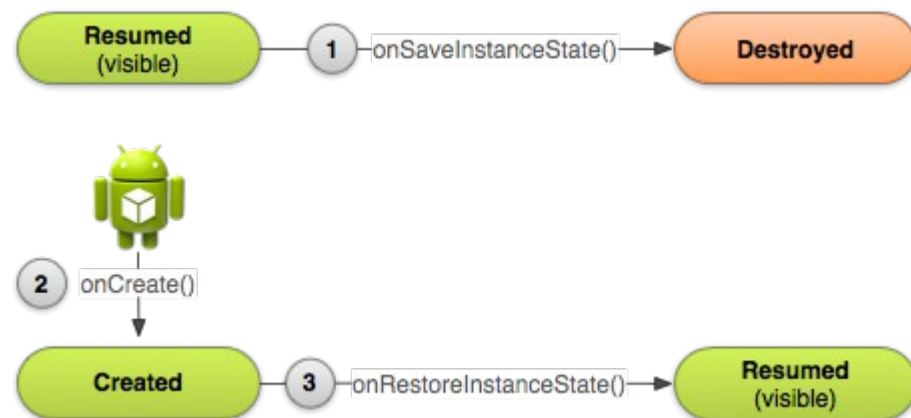 Resumed
(visible)
1
onSaveInstanceState()
Destroyed
2
onCreate()
Created
3
onRestoreInstanceState()
Resumed
(visible)